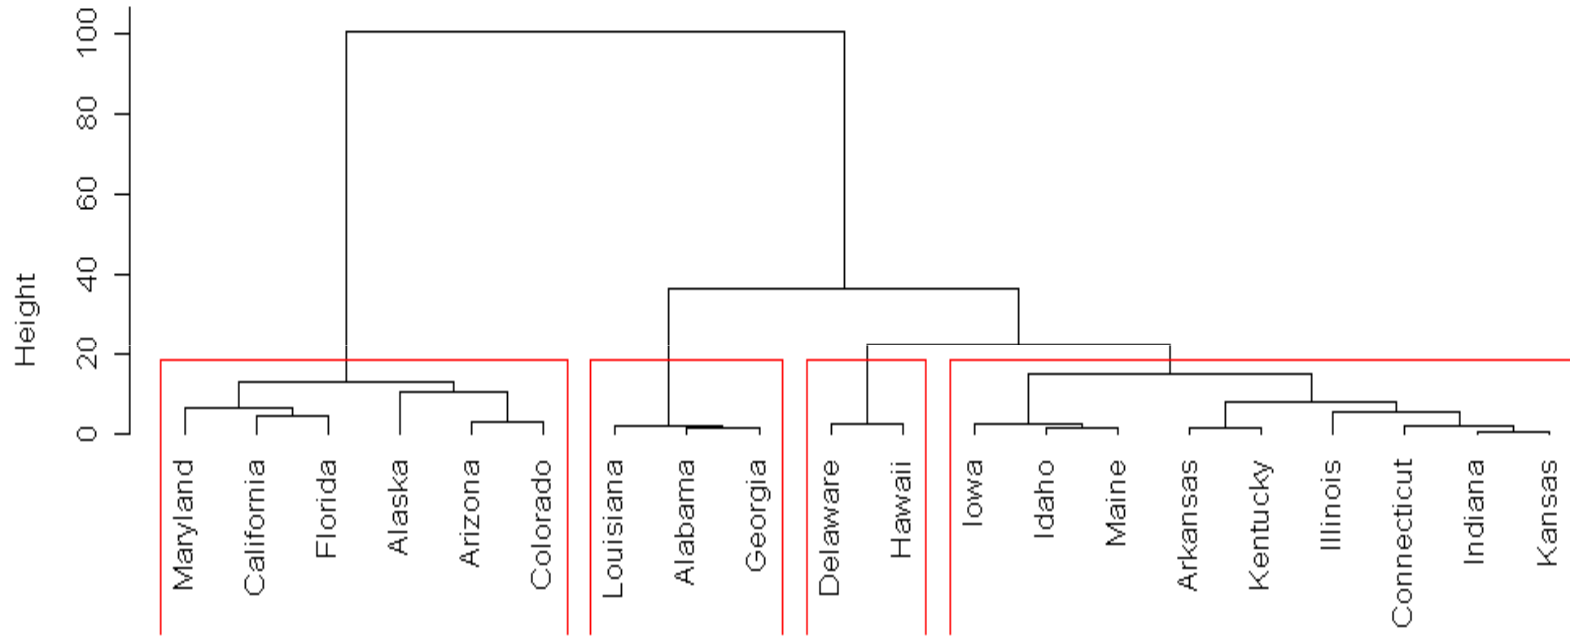 Height
100
80
60
40
20
0
Maryland
California
Florida
Alaska
Arizona
Colorado
Louisiana
Alabama
Georgia
Delaware
Hawaii
Iowa
Idaho
Maine
Arkansas
Kentucky
Illinois
Connecticut
Indiana
Kansas